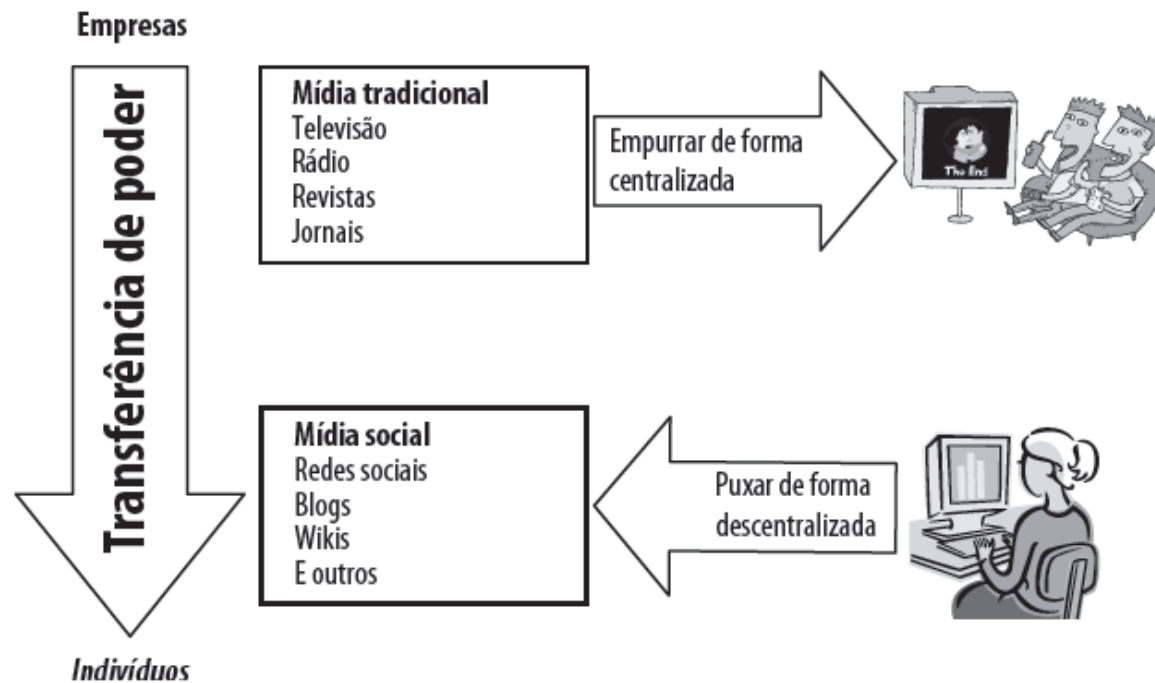 Empresas
Transferência de poder
Mídia tradicional
Televisão
Rádio
Revistas
Jornais
Empurrar de forma
centralizada
The End
Mídia social
Redes sociais
Blogs
Wikis
E outros
Puxar de forma
descentralizada
Indivíduos